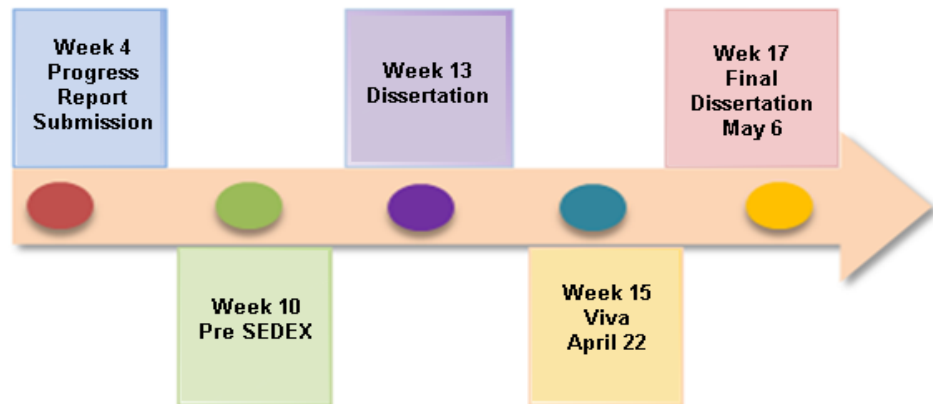 Week 4
Progress
Report
Submission
Week 10
Pre SEDEX
Week 13
Dissertation
Week 15
Viva
April 22
Wek 17
Final
Dissertation
May 6